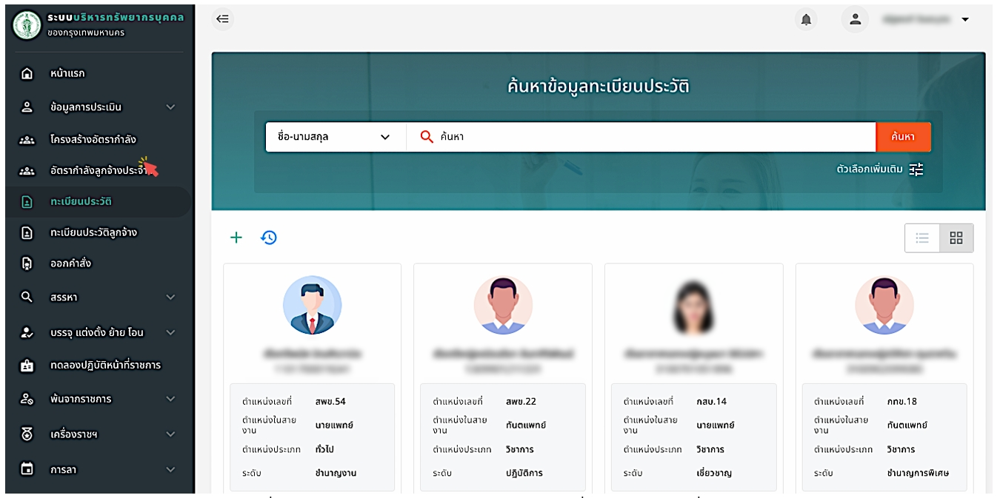 ระบบบริหารทรัพยากรบุคคล
ของกรุงเทพมหานคร
หน้าแรก
ข้อมูลการประเมิน
โครงสร้างอัตรากำลัง
อัตรากำลังลูกจ้างประจำ
ทะเบียนประวัติ
ทะเบียนประวัติลูกจ้าง
ออกคำสั่ง
สรรหา
บรรจุ แต่งตั้ง ย้าย โอน
ทดลองปฏิบัติหน้าที่ราชการ
พ้นจากราชการ
เครื่องราชฯ
การลา
ค้นหาข้อมูลทะเบียนประวัติ
ชื่อ-นามสกุล ค้นหา ค้นหา
ตัวเลือกเพิ่มเติม
ตำแหน่งเลขที่ สพข.54
ตำแหน่งในสาย
งาน นายแพทย์
ตำแหน่งประเภท ทั่วไป
ระดับ ชำนาญงาน
ตำแหน่งเลขที่ สพข.22
ตำแหน่งในสาย
งาน ทันตแพทย์
ตำแหน่งประเภท วิชาการ
ระดับ ปฏิบัติการ
ตำแหน่งเลขที่ กสบ.14
ตำแหน่งในสาย
งาน นายแพทย์
ตำแหน่งประเภท วิชาการ
ระดับ เชี่ยวชาญ
ตำแหน่งเลขที่ กทข.18
ตำแหน่งในสาย
งาน ทันตแพทย์
ตำแหน่งประเภท วิชาการ
ระดับ ชำนาญการพิเศษ